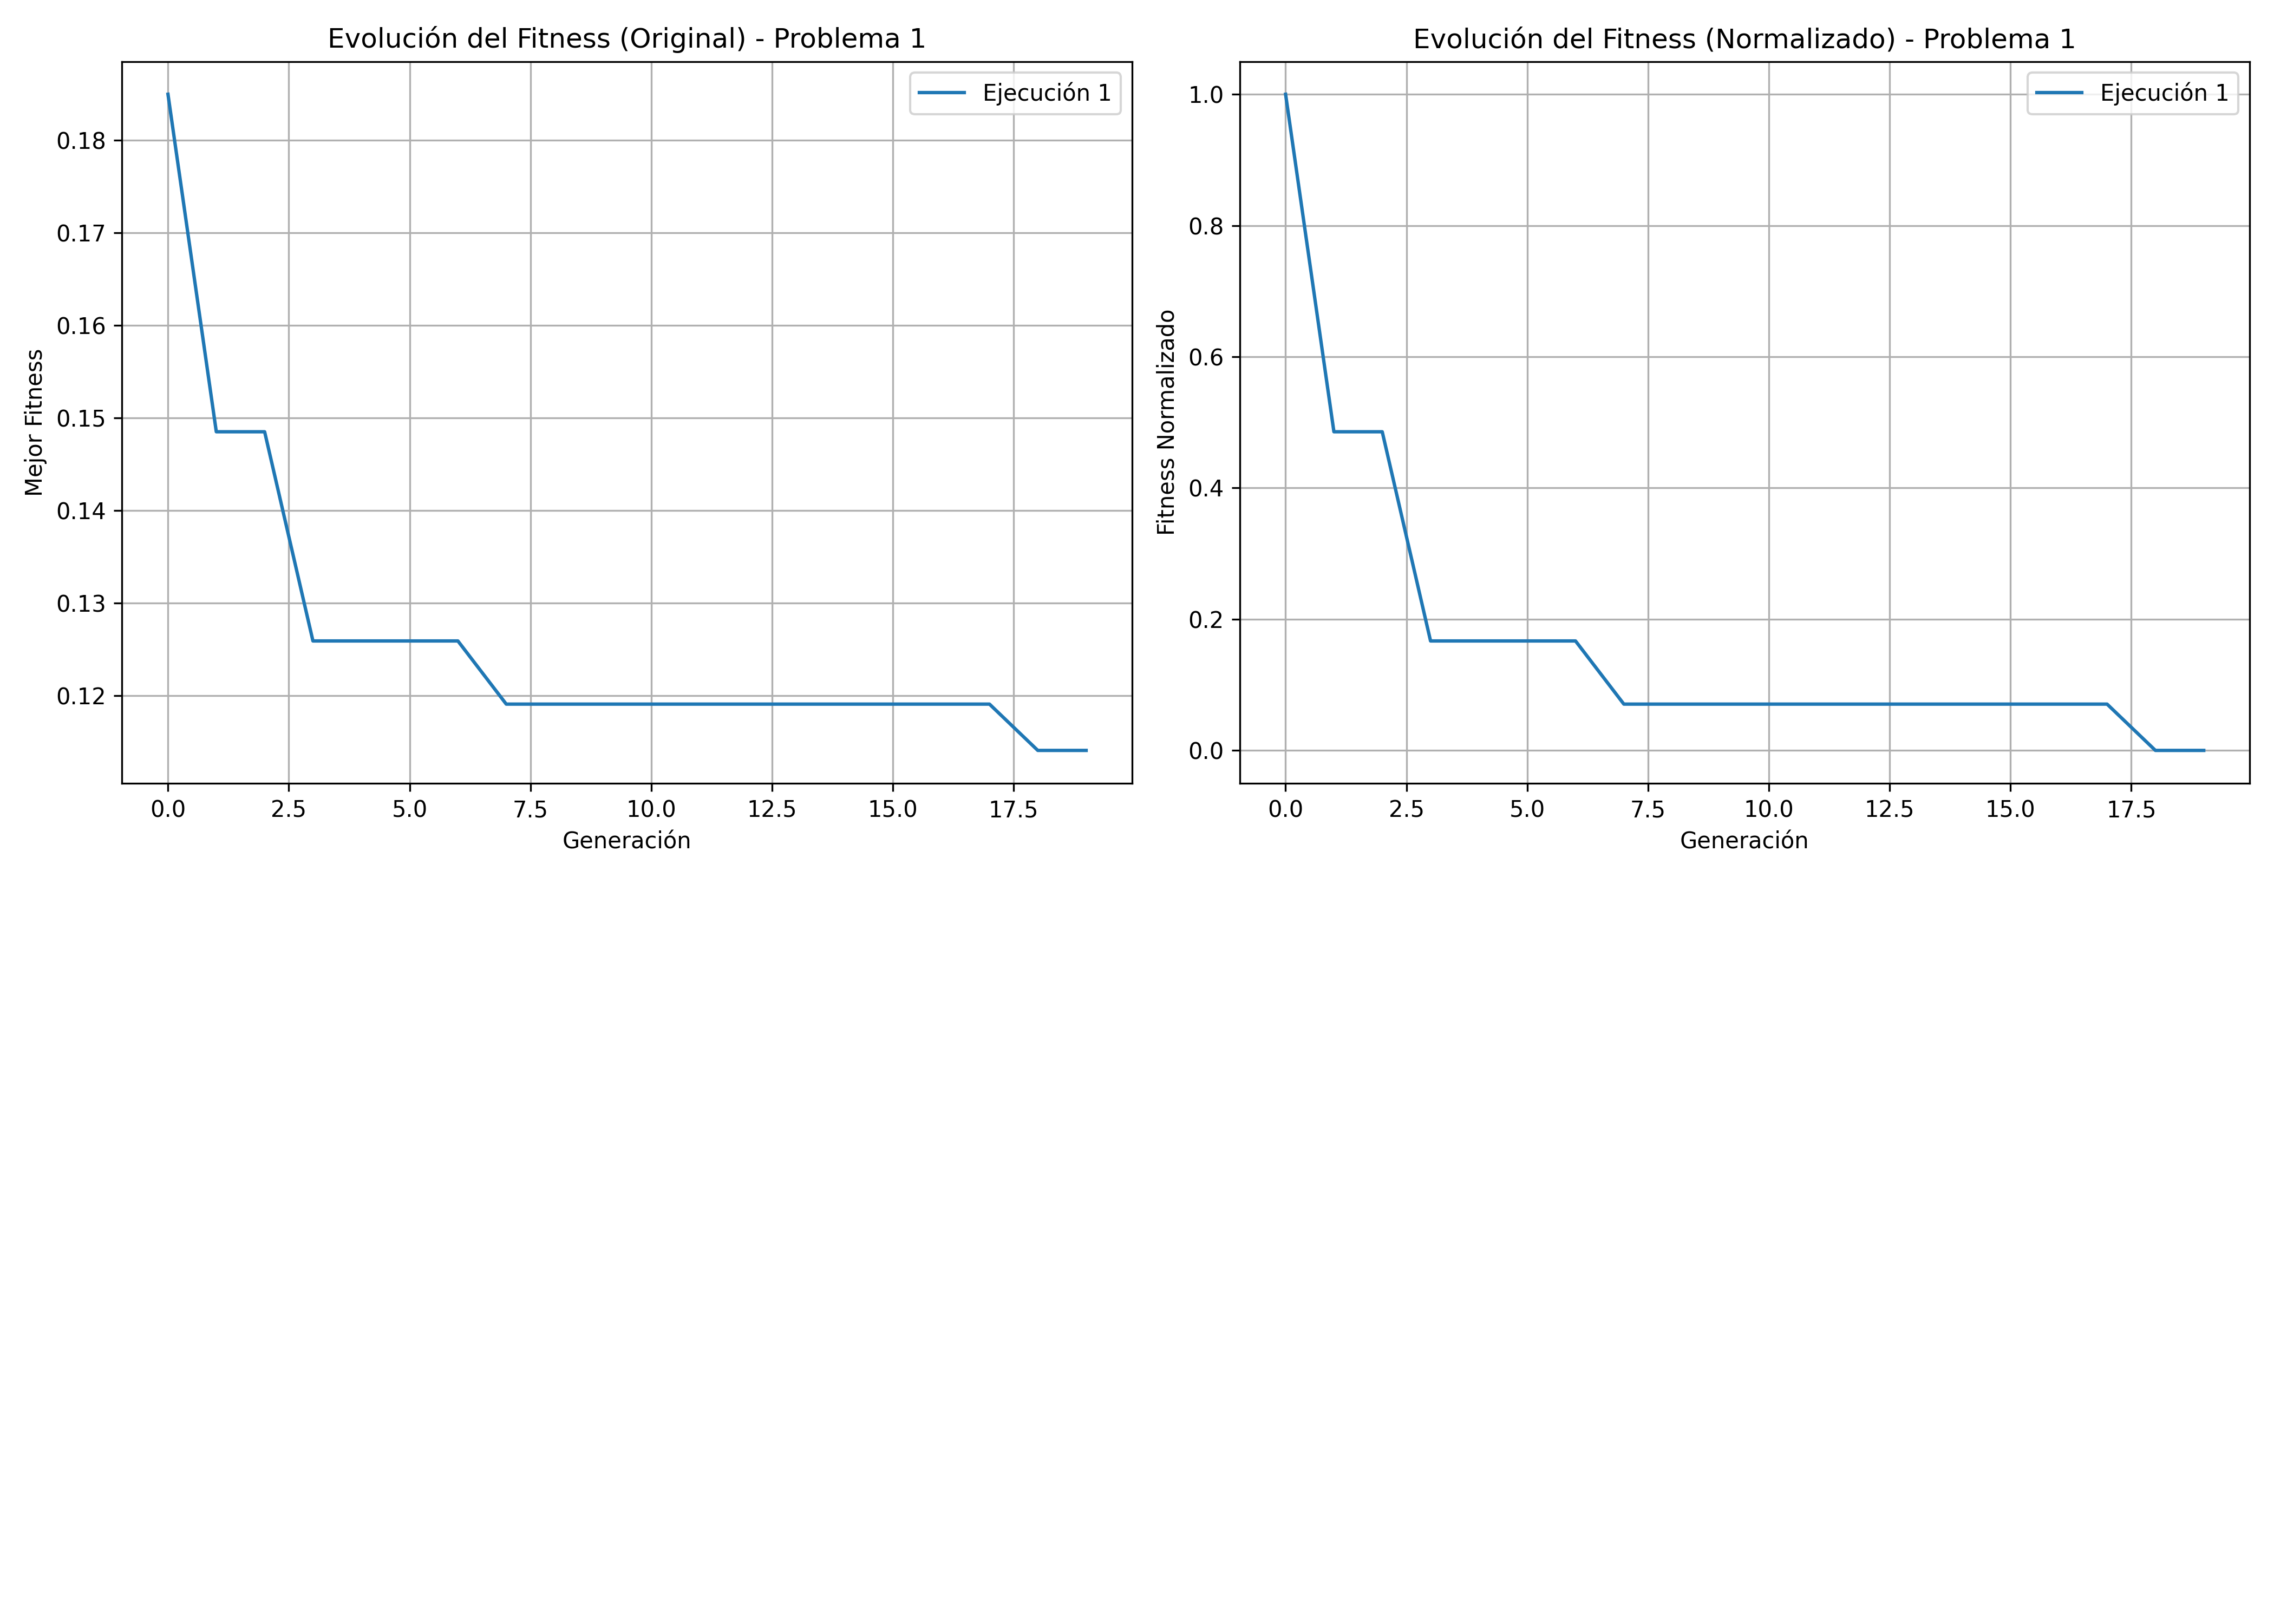 Evolución del Fitness (Original) - Problema 1
Ejecución 1
0.18
0.17
0.16
0.15
0.14
0.13
0.12
Mejor Fitness
0.0 2.5 5.0 7.5 10.0 12.5 15.0 17.5
Generación
Evolución del Fitness (Normalizado) - Problema 1
Ejecución 1
1.0
0.8
0.6
0.4
0.2
0.0
Fitness Normalizado
0.0 2.5 5.0 7.5 10.0 12.5 15.0 17.5
Generación